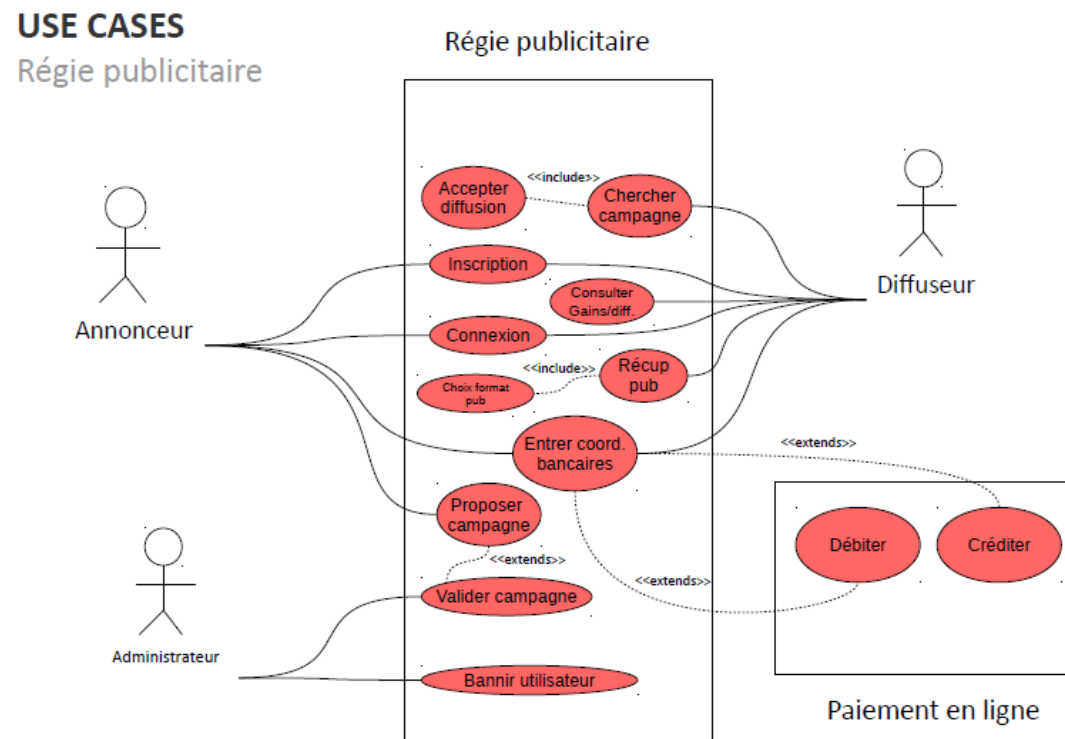 USE CASES
Régie publicitaire
Régie publicitaire
<<include>>
Accepter
diffusion
Chercher
campagne
Inscription
Diffuseur
Consulter
Gains/diff.
Annonceur
Connexion
<<include>>
Récup
pub
Choix format
pub
Entrer coord.
bancaires
<<extends>>
Proposer
campagne
Débiter
Créditer
<<extends>>
<<extends>>
Valider campagne
Administrateur
Bannir utilisateur
Paiement en ligne